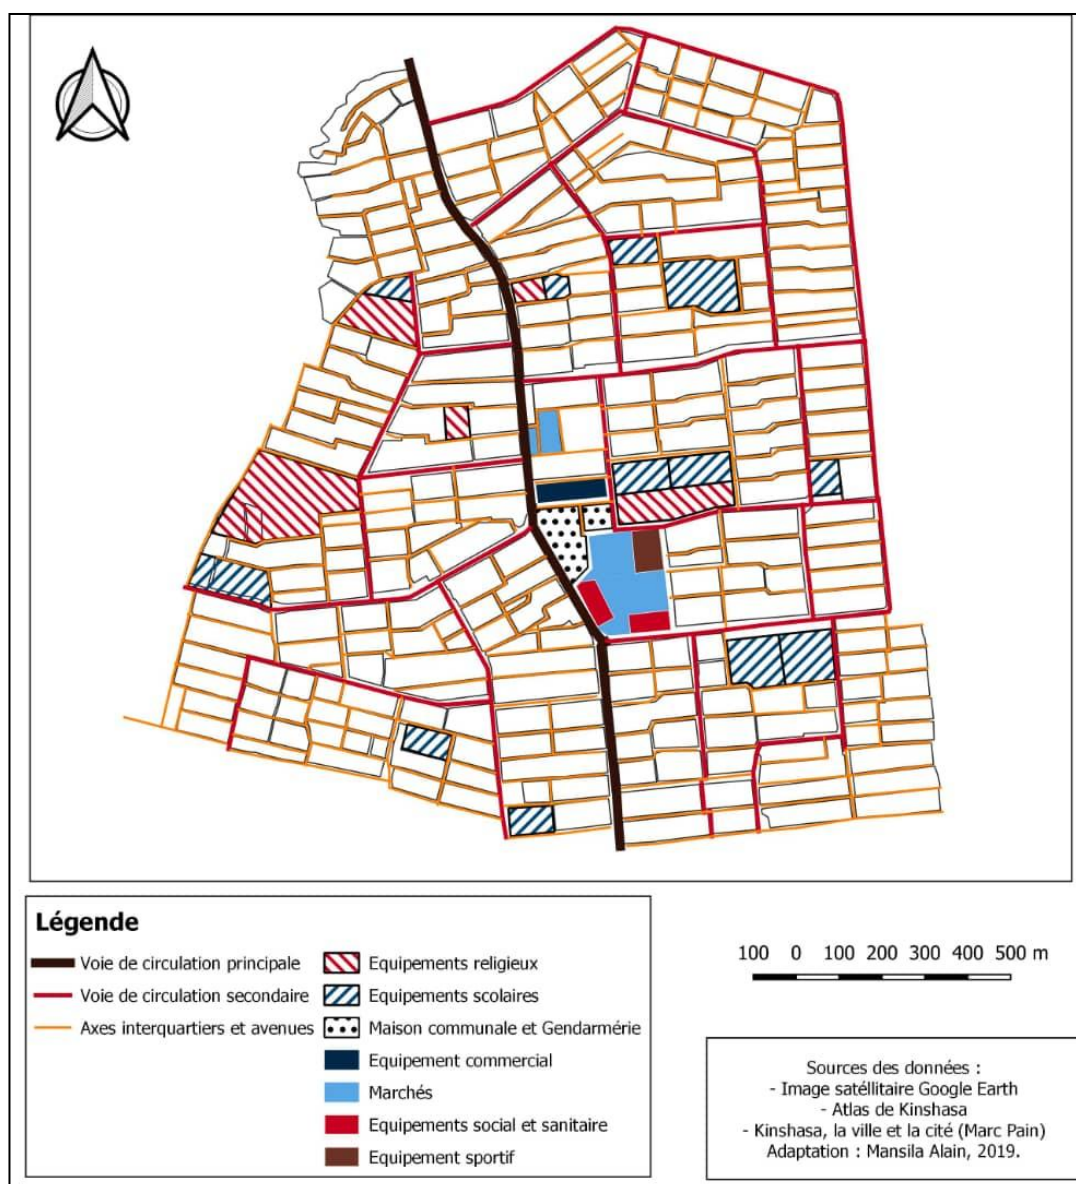 Légende
Voie de circulation principale
Voie de circulation secondaire
Axes interquartiers et avenues
Equipements religieux
Equipements scolaires
Maison communale et Gendarmérie
Equipement commercial
Marchés
Equipements social et sanitaire
Equipement sportif
100 0 100 200 300 400 500 m
Sources des données :
- Image satéllitaire Google Earth
- Atlas de Kinshasa
- Kinshasa, la ville et la cité (Marc Pain)
Adaptation : Mansila Alain, 2019.